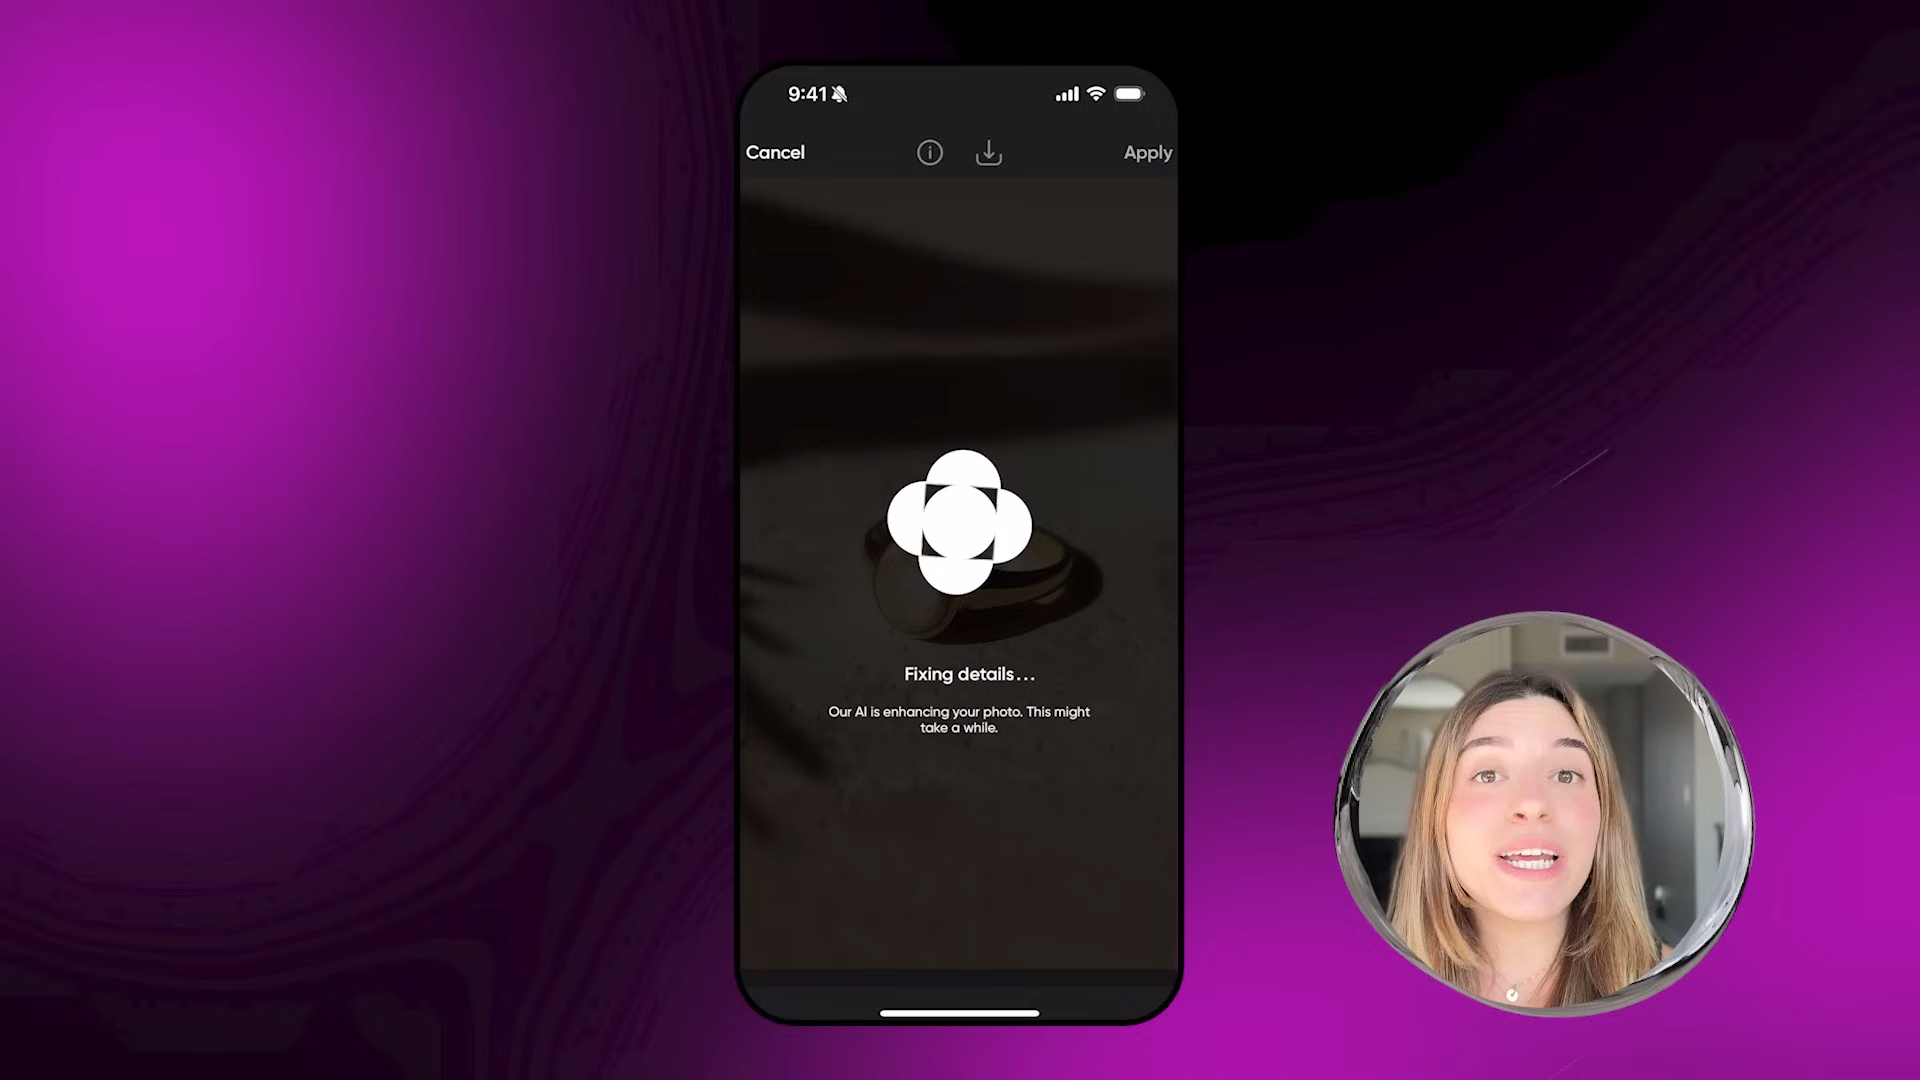 9:41
Cancel
Apply
Fixing details...
Our AI is enhancing your photo. This might
take a while.